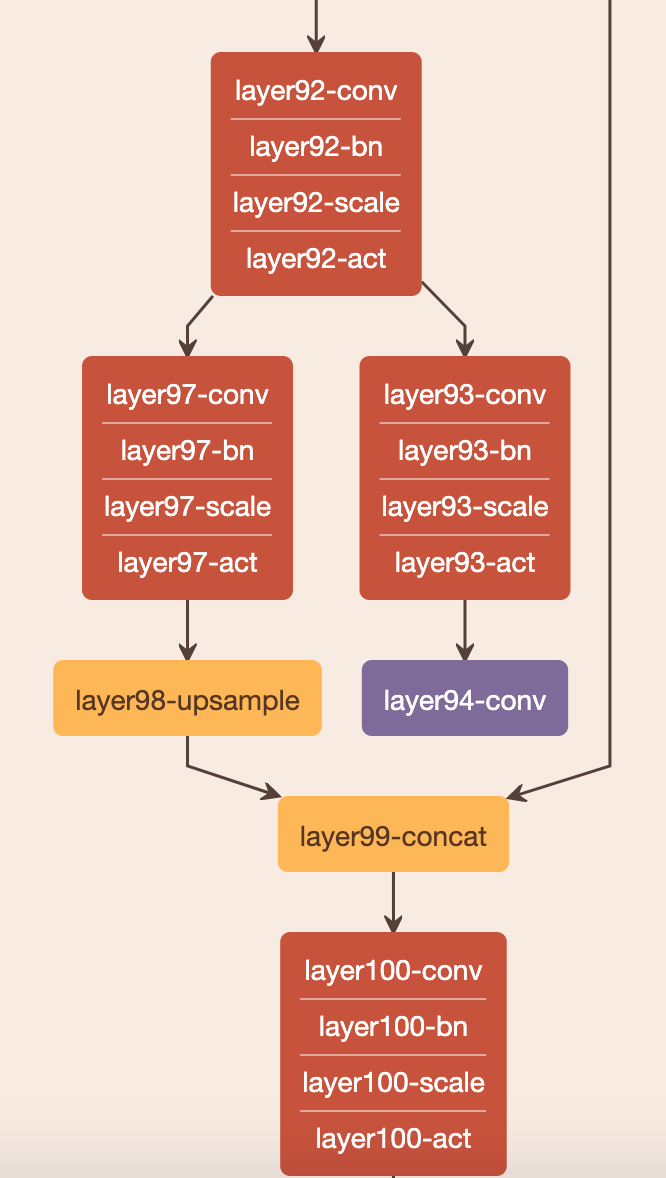 layer92-conv
layer92-bn
layer92-scale
layer92-act
layer97-conv
layer97-bn
layer97-scale
layer97-act
layer93-conv
layer93-bn
layer93-scale
layer93-act
layer98-upsample
layer94-conv
layer99-concat
layer100-conv
layer100-bn
layer100-scale
layer100-act